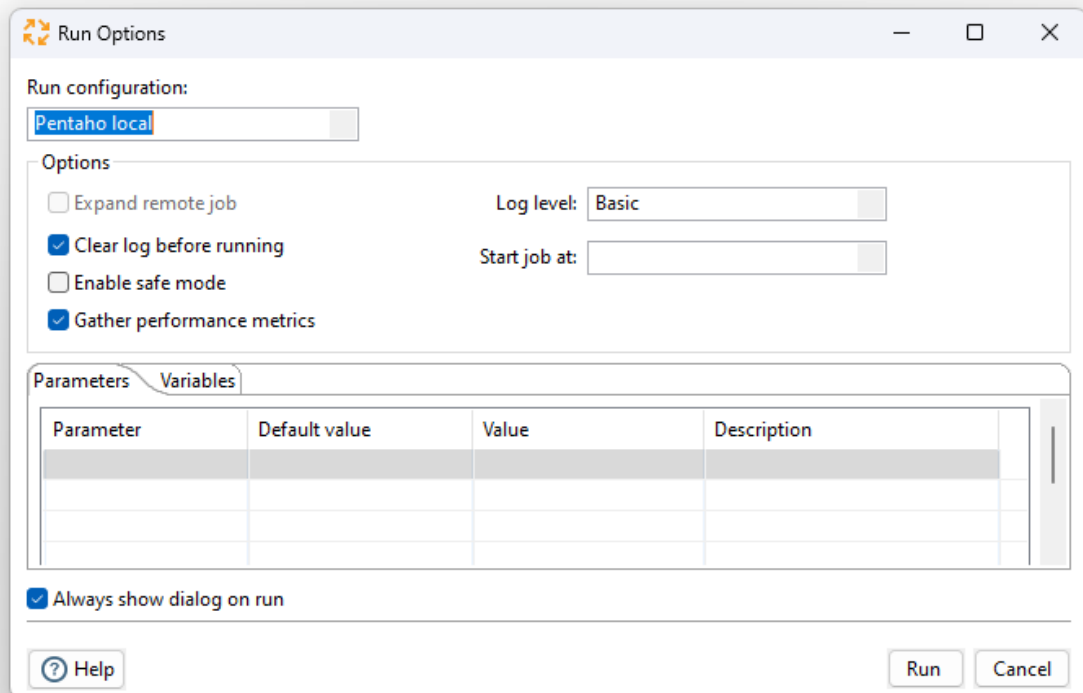 Run Options
Run configuration:
Pentaho local
Options
Expand remote job
Log level: Basic
Clear log before running
Start job at:
Enable safe mode
Gather performance metrics
Parameters Variables
Parameter Default value Value Description
Always show dialog on run
? Help Run Cancel